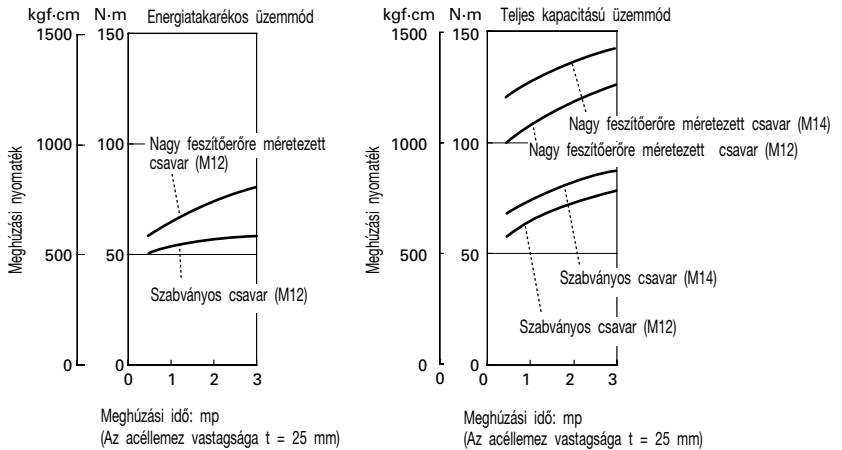 kgf·cm N·m Energiatakarékos üzemmód
1500 150
Nagy feszítőerőre méretezett
csavar (M12)
1000 100
Meghúzási nyomaték
500 50
Szabványos csavar (M12)
0 0
0 1 2 3
Meghúzási idő: mp
(Az acéllemez vastagsága t = 25 mm)
kgf·cm N·m Teljes kapacitású üzemmód
1500 150
Nagy feszítőerőre méretezett csavar (M14)
1000 100
Nagy feszítőerőre méretezett csavar (M12)
Meghúzási nyomaték
500 50
Szabványos csavar (M14)
Szabványos csavar (M12)
0 0
0 0 1 2 3
Meghúzási idő: mp
(Az acéllemez vastagsága t = 25 mm)